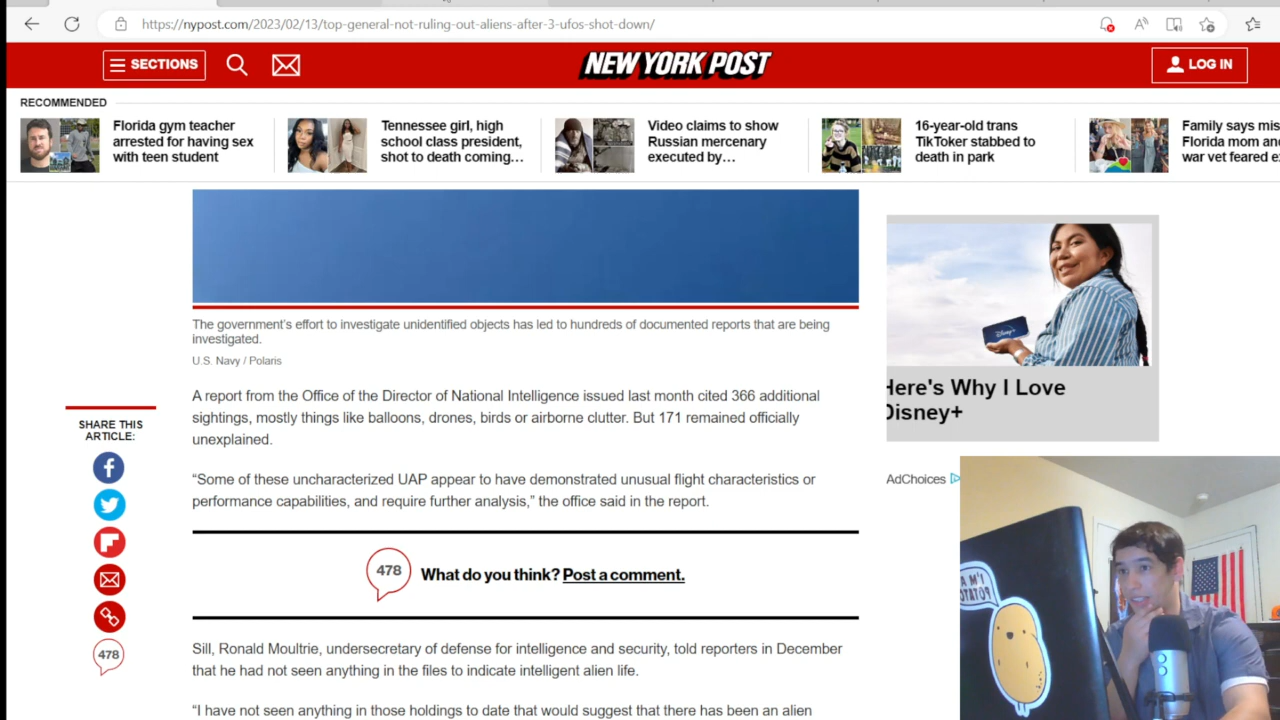 https://nypost.com/2023/02/13/top-general-not-ruling-out-aliens-after-3-ufos-shot-down/
SECTIONS
NEW YORK POST
LOG IN
RECOMMENDED
Florida gym teacher
arrested for having sex
with teen student
Tennessee girl, high
school class president,
shot to death coming...
Video claims to show
Russian mercenary
executed by...
16-year-old trans
TikToker stabbed to
death in park
Family says mis
Florida mom and
war vet feared
The government's effort to investigate unidentified objects has led to hundreds of documented reports that are being
investigated.
U.S. Navy / Polaris
A report from the Office of the Director of National Intelligence issued last month cited 366 additional
sightings, mostly things like balloons, drones, birds or airborne clutter. But 171 remained officially
unexplained.
“Some of these uncharacterized UAP appear to have demonstrated unusual flight characteristics or
performance capabilities, and require further analysis,” the office said in the report.
478
What do you think? Post a comment.
Sill, Ronald Moultrie, undersecretary of defense for intelligence and security, told reporters in December
that he had not seen anything in the files to indicate intelligent alien life.
“I have not seen anything in those holdings to date that would suggest that there has been an alien
SHARE THIS
ARTICLE:
478
Disney+
Here's Why I Love
Disney+
AdChoices
I'M A
POTATO